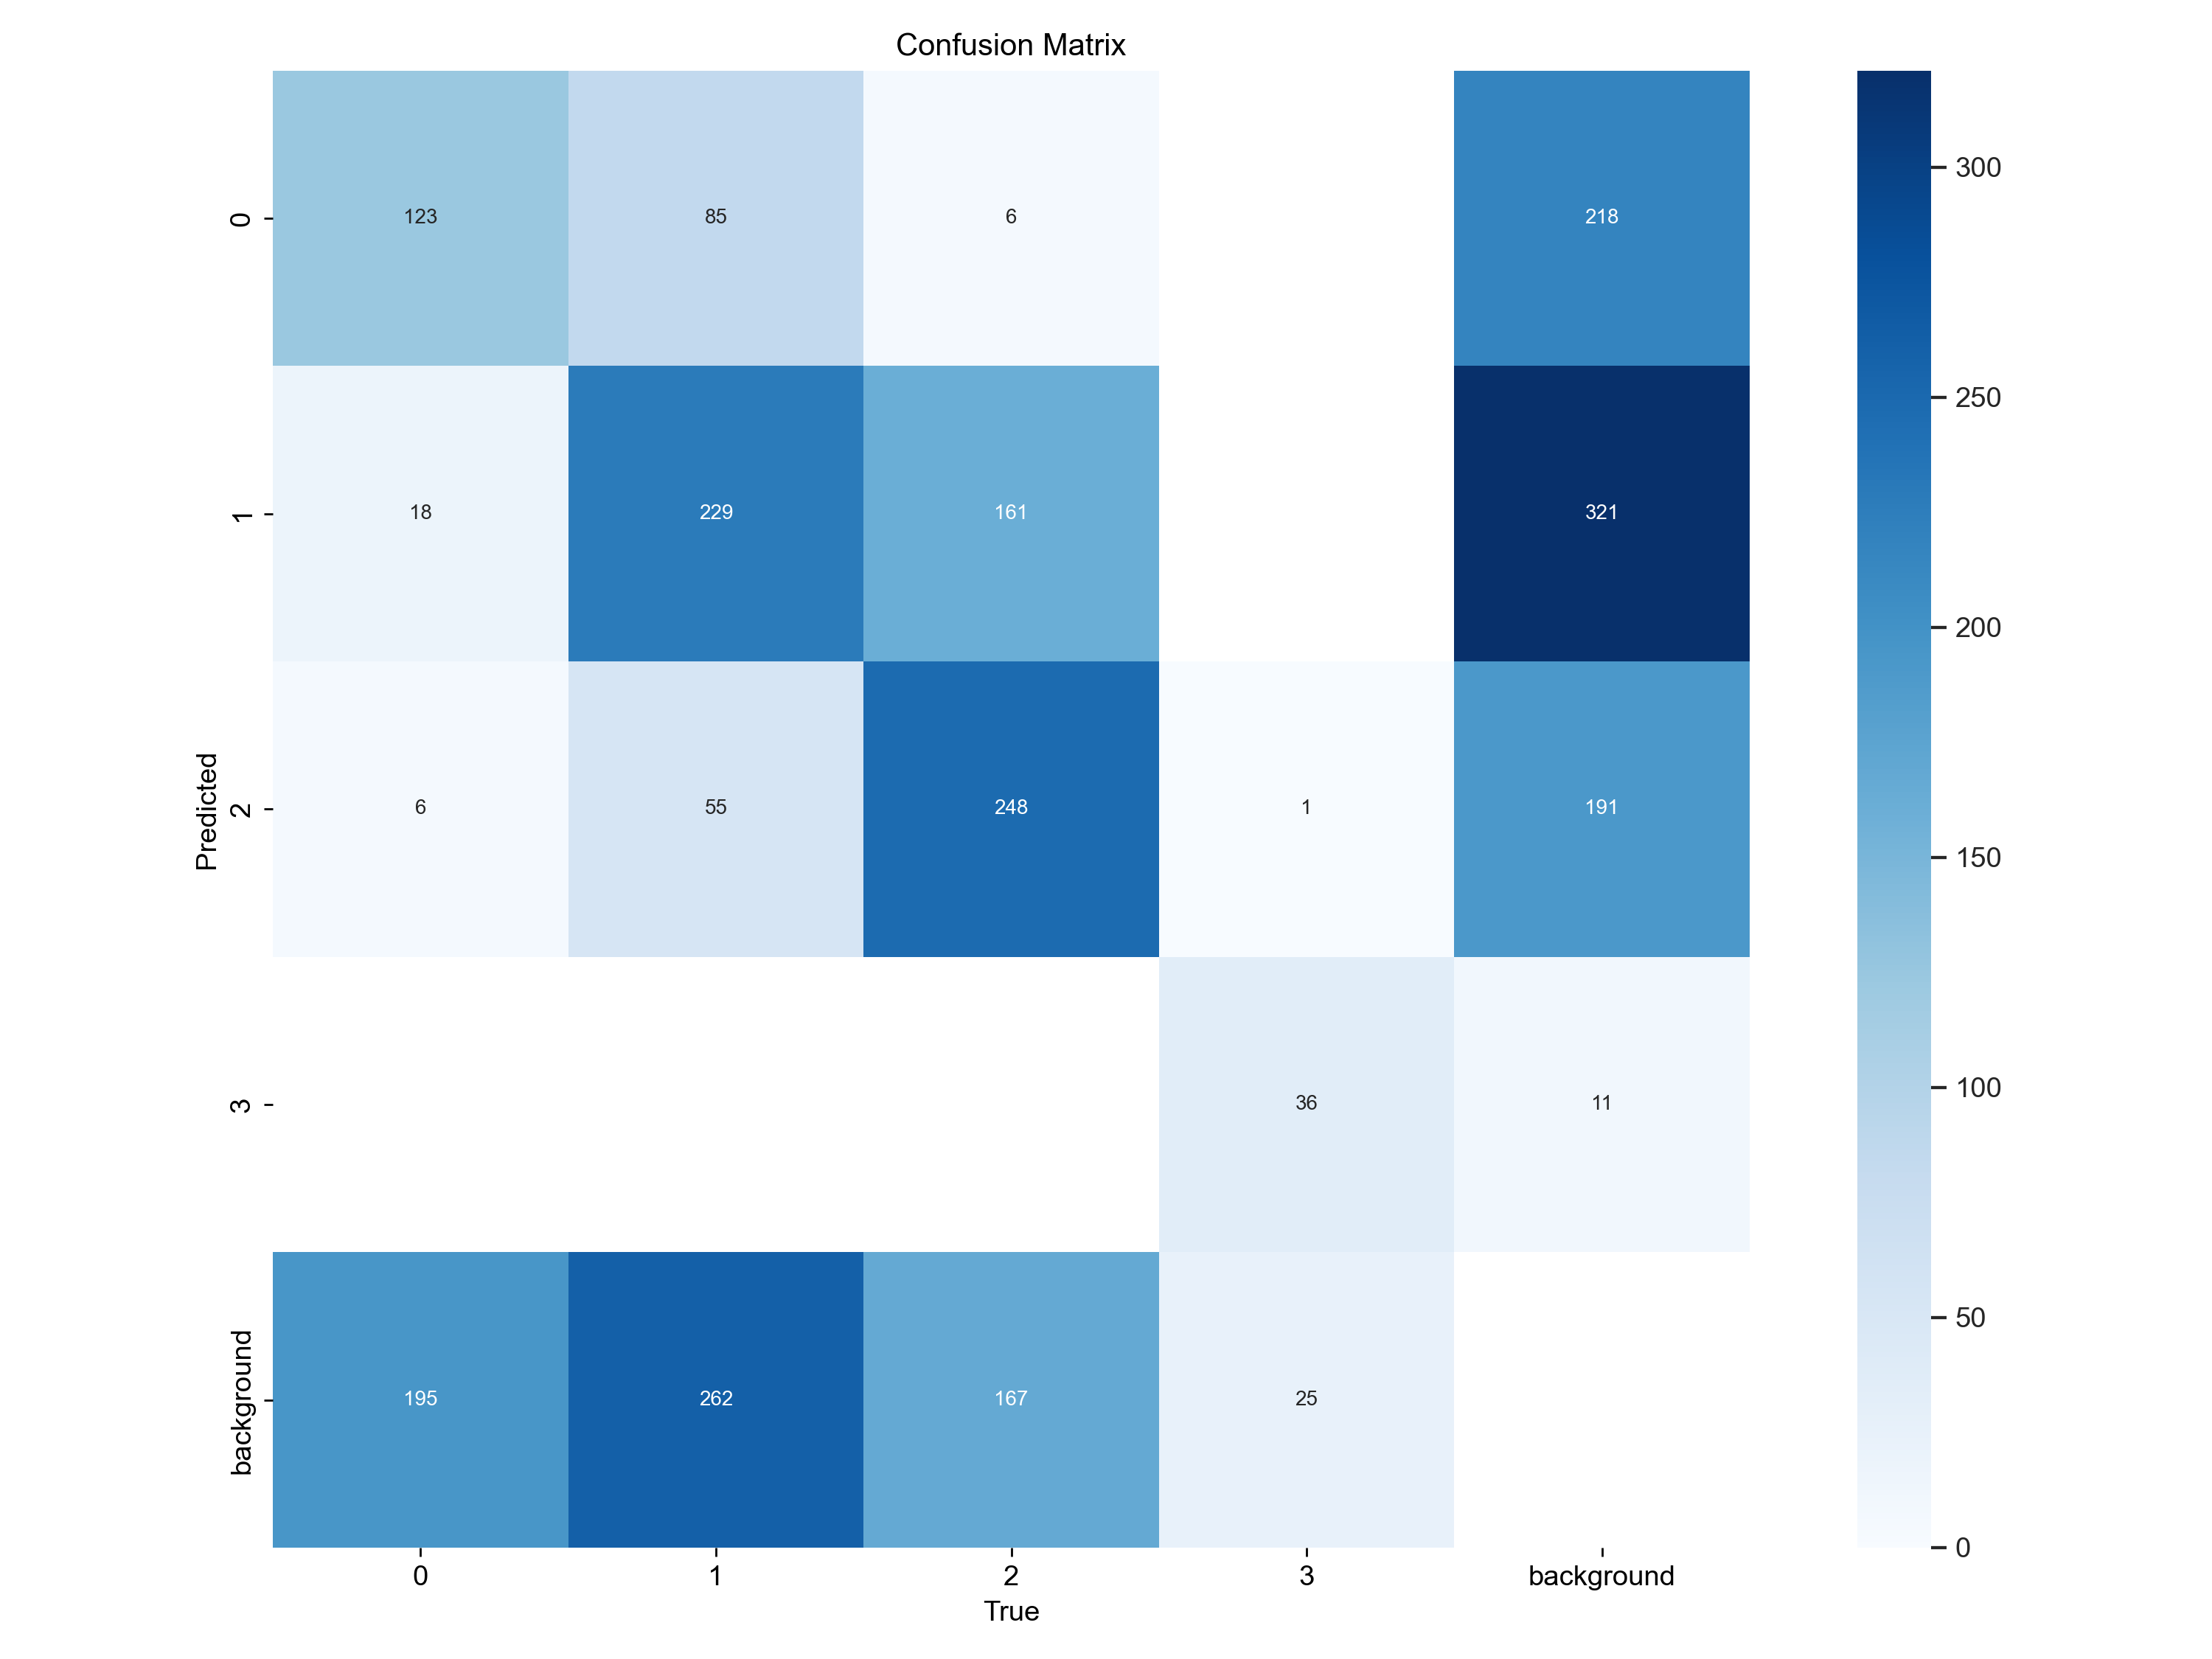 Confusion Matrix
0 123 85 6 218
1 18 229 161 321
2 6 55 248 1 191
3 36 11
background 195 262 167 25
0 1 2 3 background
True
Predicted
300
250
200
150
100
50
0